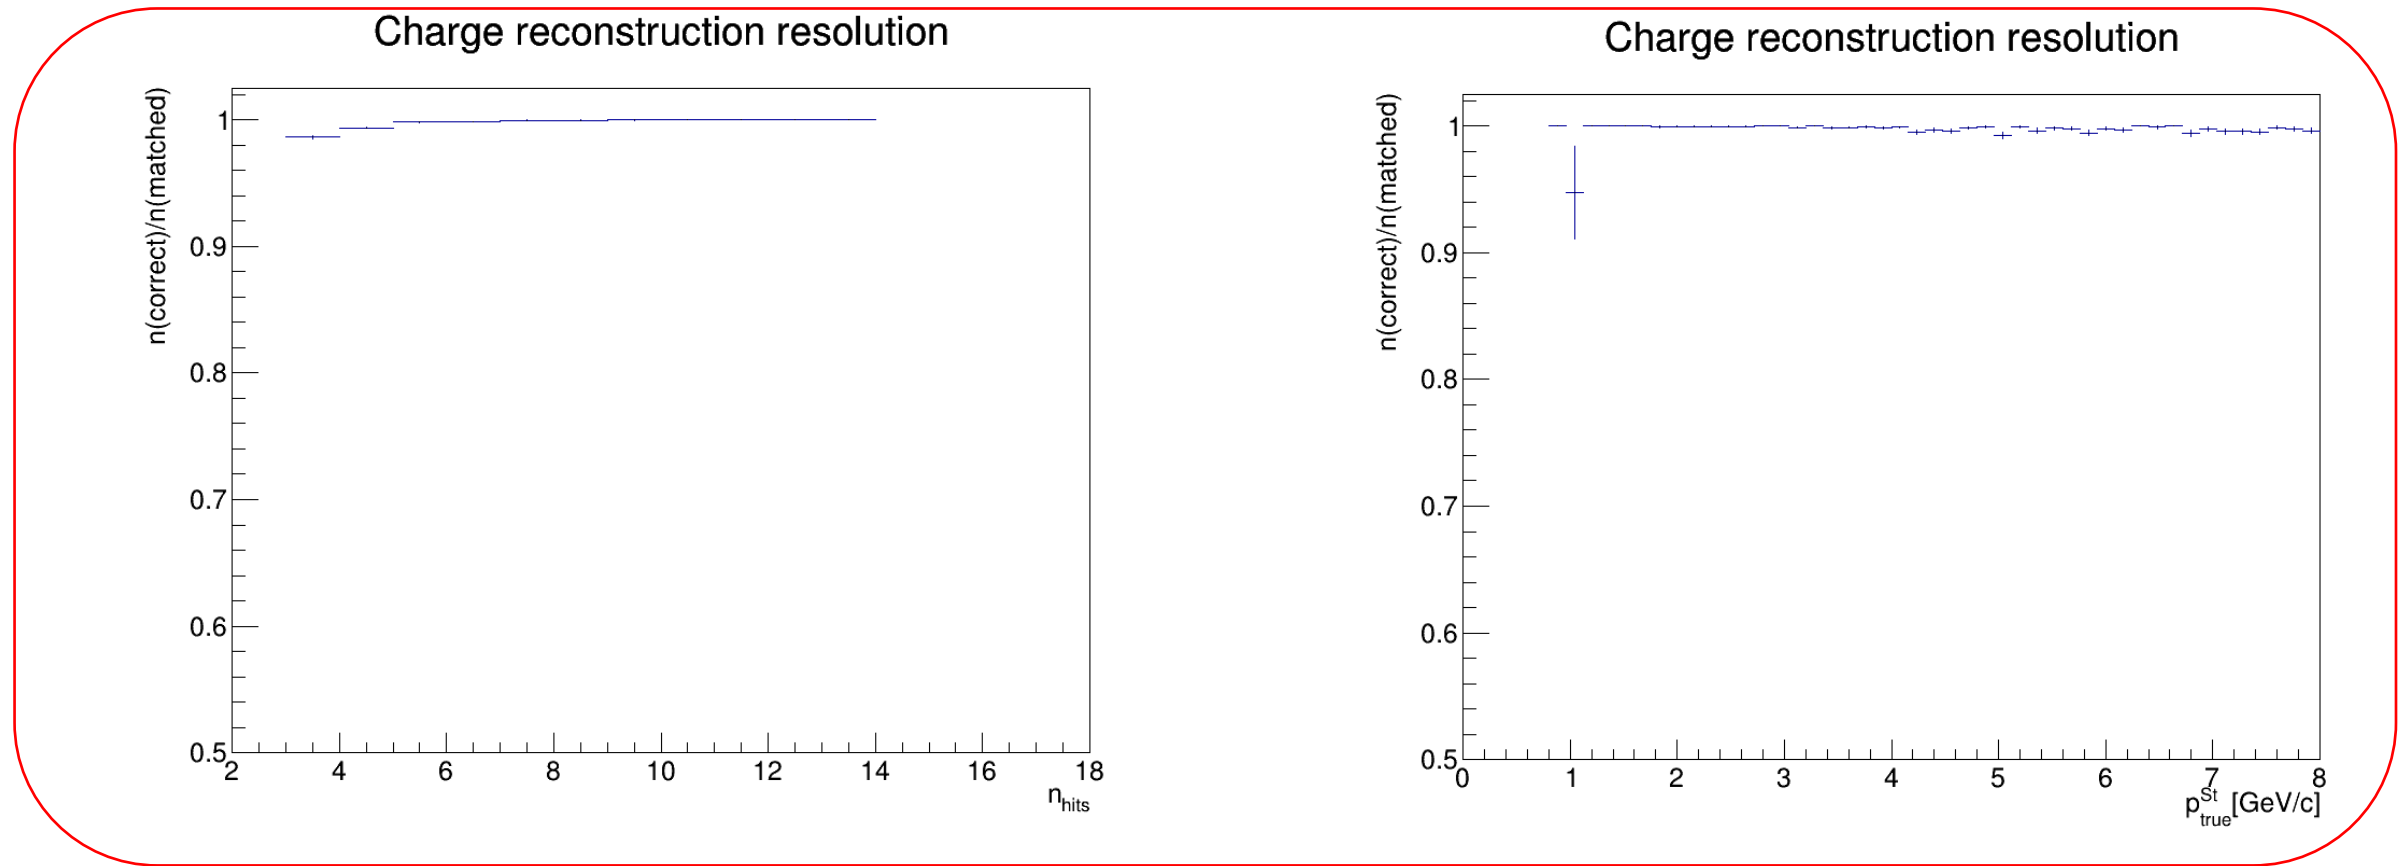 Charge reconstruction resolution
n(correct)/n(matched)
1
0.9
0.8
0.7
0.6
0.5
2 4 6 8 10 12 14 16 18
n_hits
Charge reconstruction resolution
n(correct)/n(matched)
1
0.9
0.8
0.7
0.6
0.5
0 1 2 3 4 5 6 7 8
p^St_true[GeV/c]